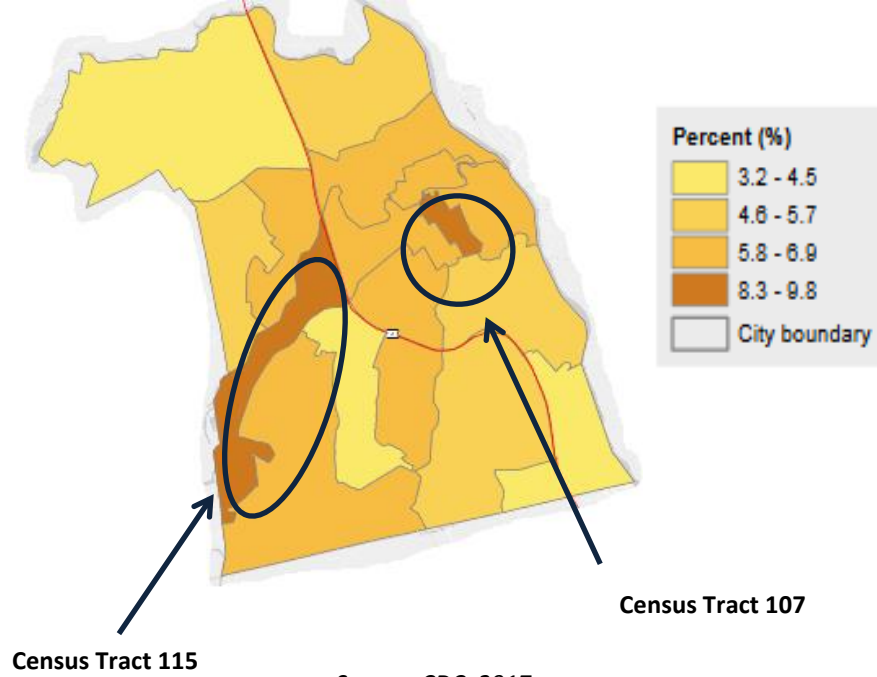 Percent (%)
3.2 - 4.5
4.6 - 5.7
5.8 - 6.9
8.3 - 9.8
City boundary
Census Tract 107
Census Tract 115